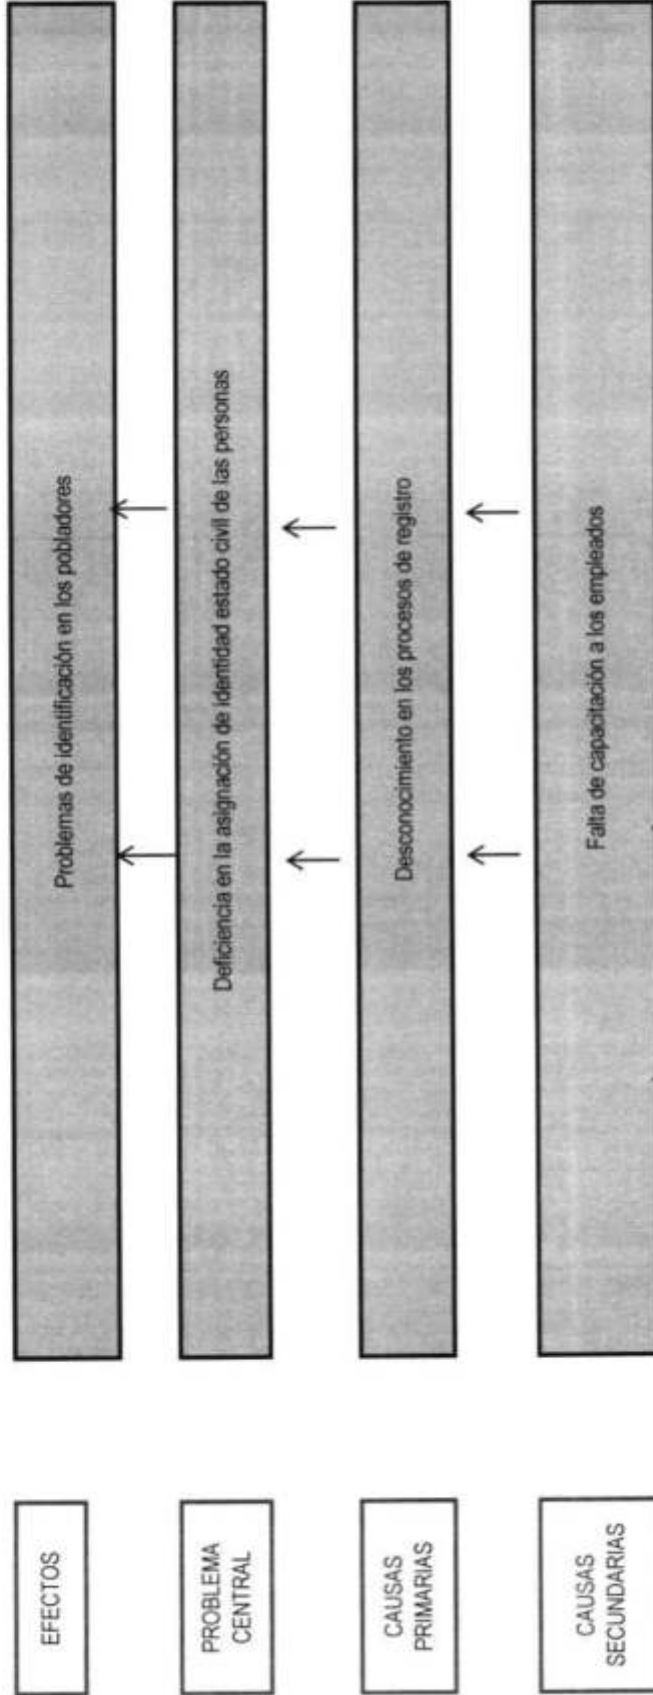 EFECTOS
Problemas de identificación en los pobladores
PROBLEMA
CENTRAL
Deficiencia en la asignación de identidad estado civil de las personas
CAUSAS
PRIMARIAS
Desconocimiento en los procesos de registro
CAUSAS
SECUNDARIAS
Falta de capacitación a los empleados